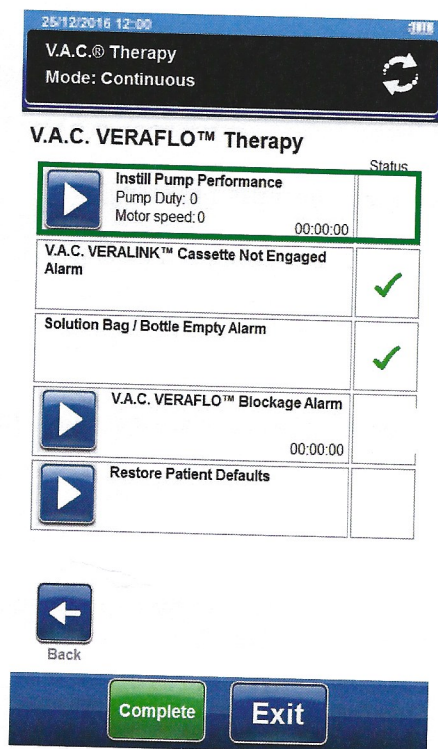 25/12/2016 12:00
V.A.C.® Therapy
Mode: Continuous
V.A.C. VERAFLO™ Therapy
Status
Instill Pump Performance
Pump Duty: 0
Motor speed: 0
00:00:00
V.A.C. VERALINK™ Cassette Not Engaged
Alarm
Solution Bag / Bottle Empty Alarm
V.A.C. VERAFLO™ Blockage Alarm
00:00:00
Restore Patient Defaults
Back
Complete
Exit